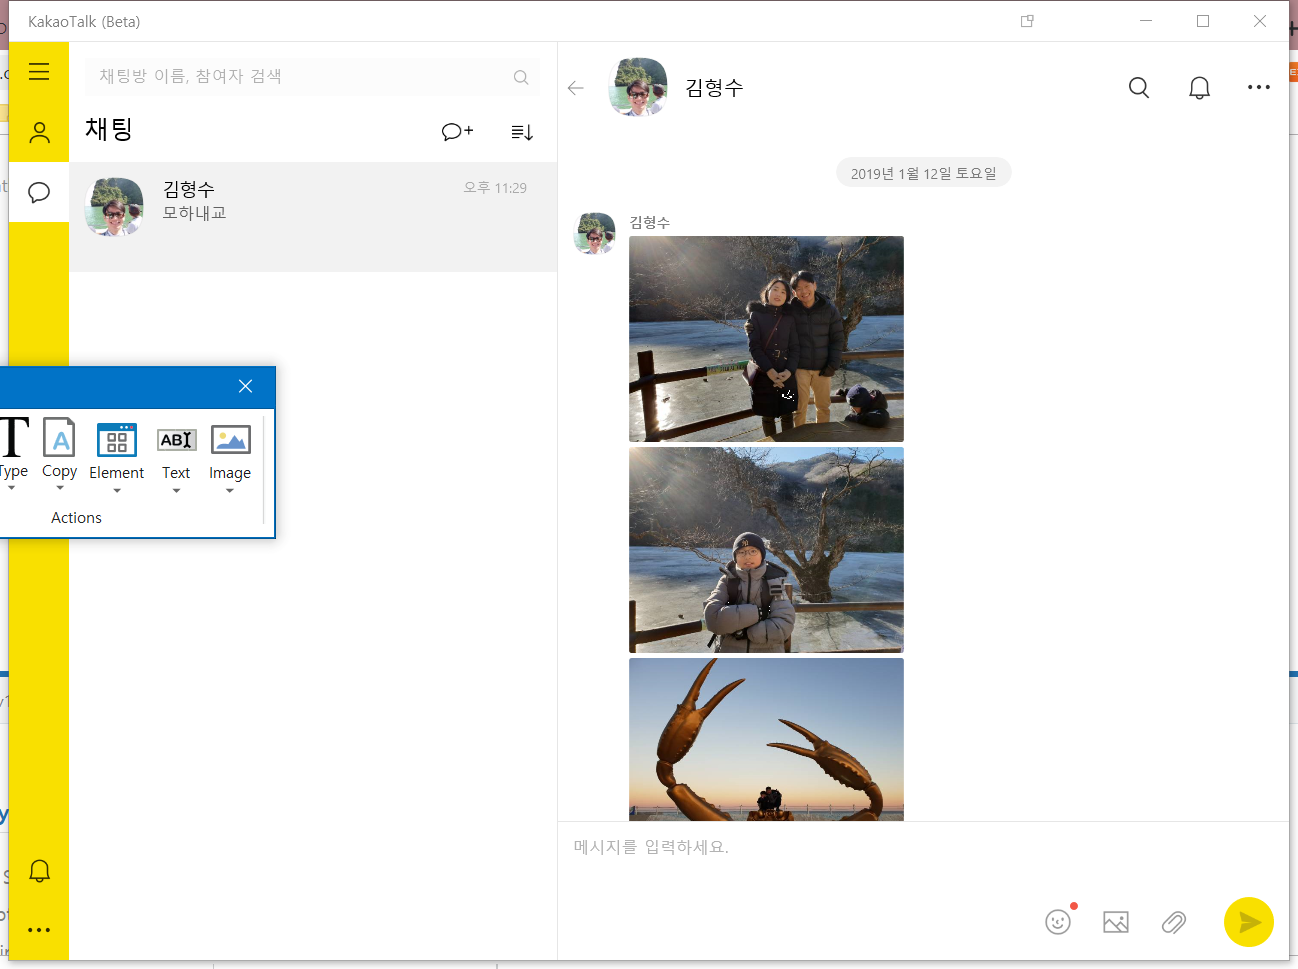 KakaoTalk (Beta)
채팅방 이름, 참여자 검색
채팅
김형수
오후 11:29
모하내교
Type
Copy
Element
ABI
Text
Image
Actions
김형수
2019년 1월 12일 토요일
김형수
메시지를 입력하세요.